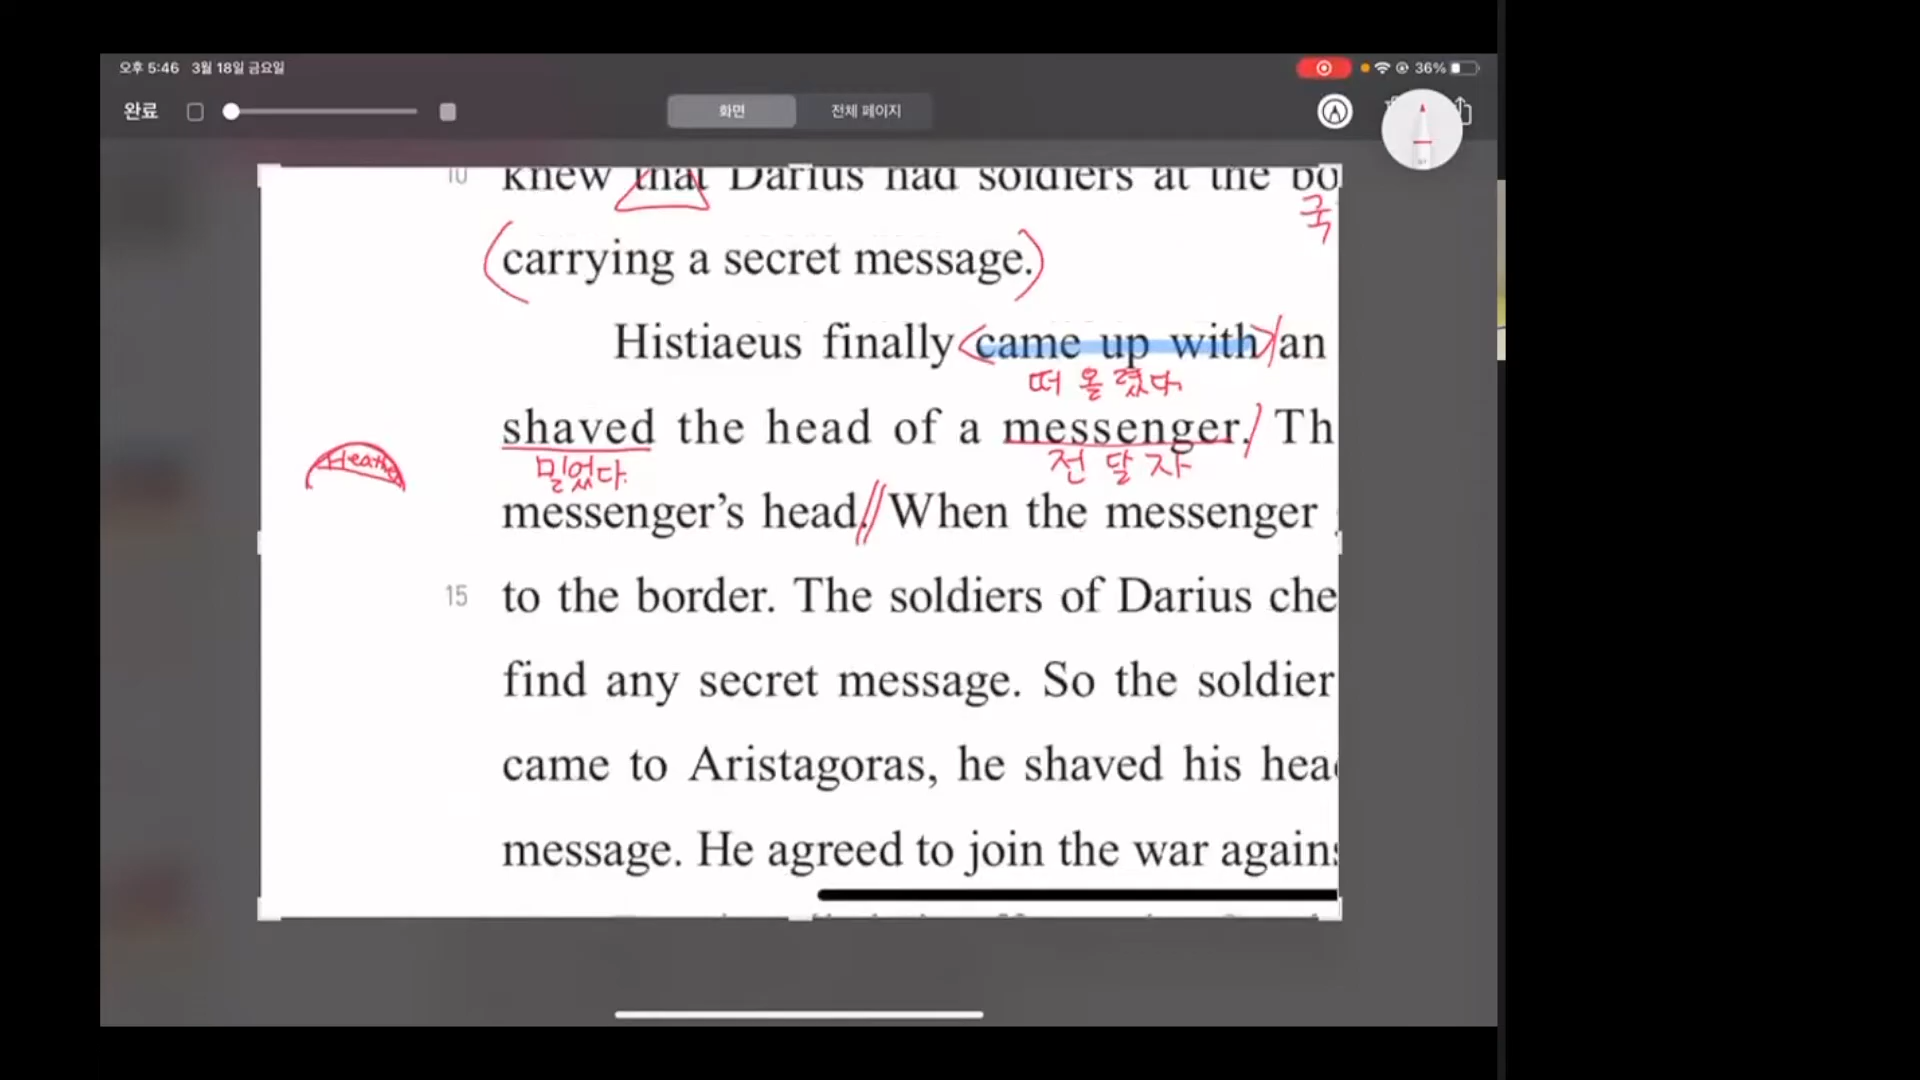 오후 5:46 3월 18일 금요일 36%
완료 화면 전체 페이지
10 knew that Darius had soldiers at the bo
국
(carrying a secret message.)
Histiaeus finally <came up with> / an
떠올렸다
shaved the head of a messenger. / Th
밀었다. 전달자
messenger's head. // When the messenger
15 to the border. The soldiers of Darius che
find any secret message. So the soldier
came to Aristagoras, he shaved his hea
message. He agreed to join the war agains